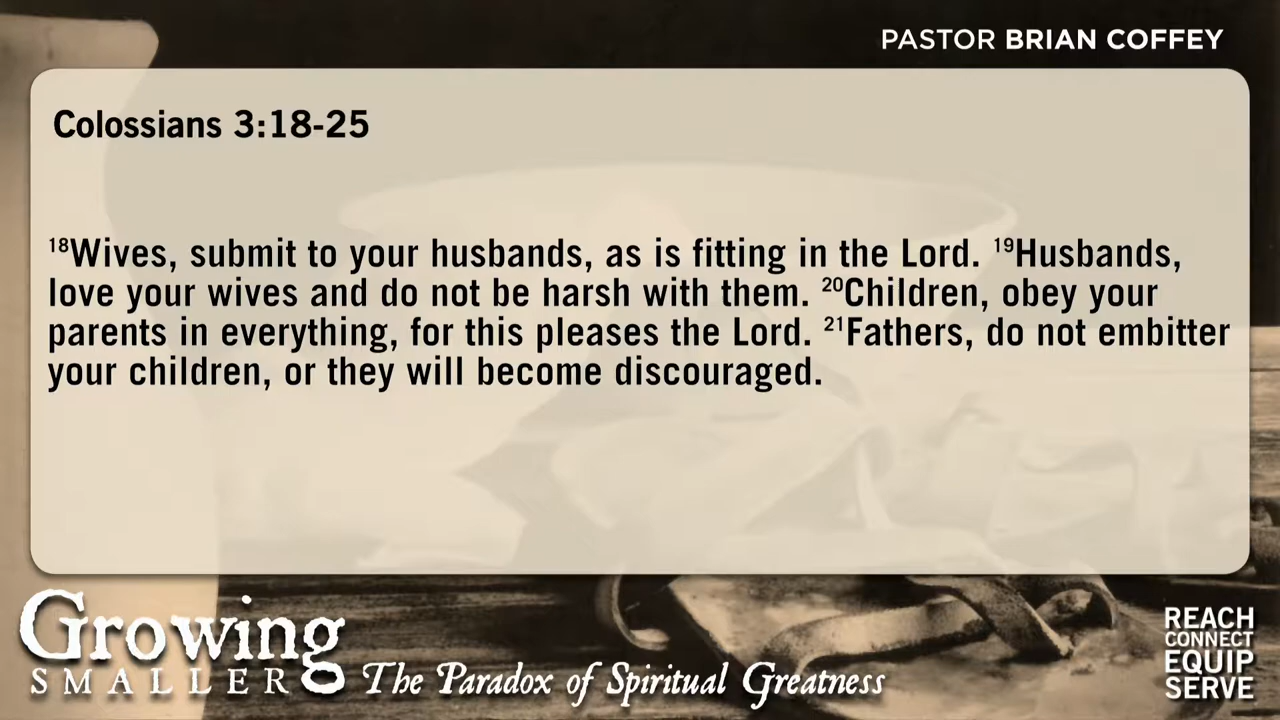 PASTOR BRIAN COFFEY
Colossians 3:18-25
¹⁸Wives, submit to your husbands, as is fitting in the Lord. ¹⁹Husbands,
love your wives and do not be harsh with them. ²⁰Children, obey your
parents in everything, for this pleases the Lord. ²¹Fathers, do not embitter
your children, or they will become discouraged.
Growing
SMALLER The Paradox of Spiritual Greatness
REACH
CONNECT
EQUIP
SERVE